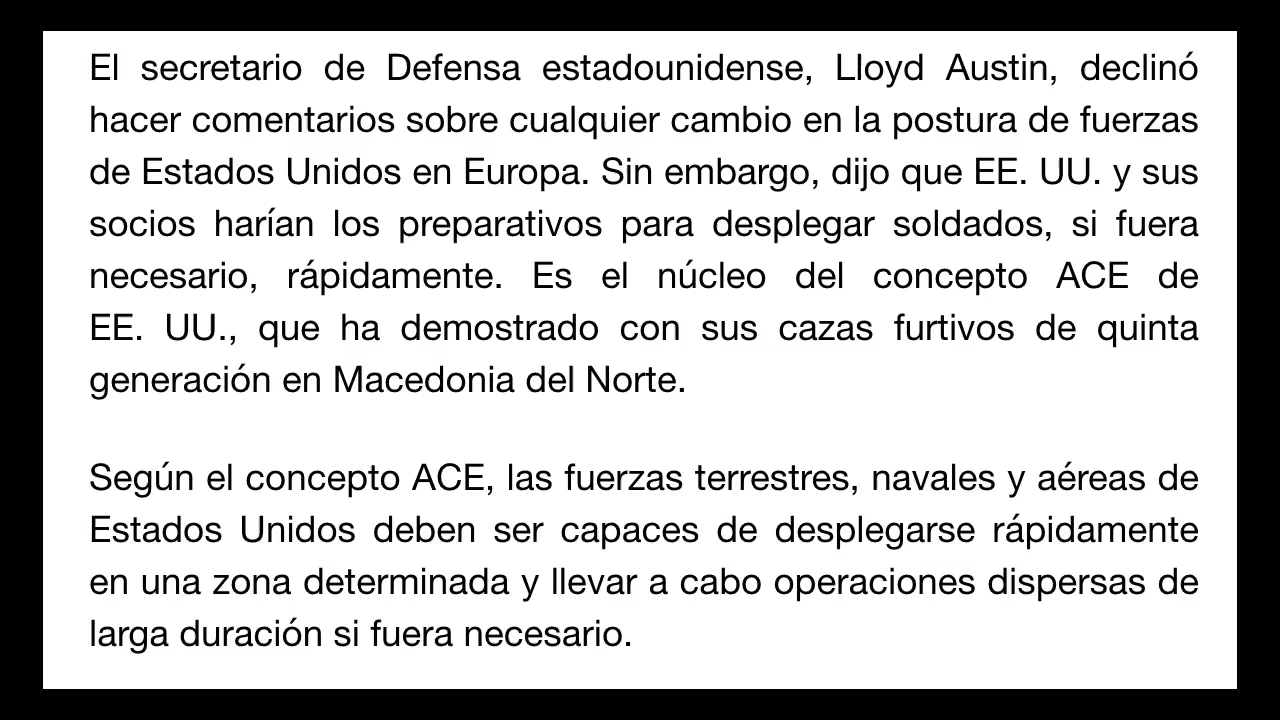 El secretario de Defensa estadounidense, Lloyd Austin, declinó
hacer comentarios sobre cualquier cambio en la postura de fuerzas
de Estados Unidos en Europa. Sin embargo, dijo que EE. UU. y sus
socios harían los preparativos para desplegar soldados, si fuera
necesario, rápidamente. Es el núcleo del concepto ACE de
EE. UU., que ha demostrado con sus cazas furtivos de quinta
generación en Macedonia del Norte.
Según el concepto ACE, las fuerzas terrestres, navales y aéreas de
Estados Unidos deben ser capaces de desplegarse rápidamente
en una zona determinada y llevar a cabo operaciones dispersas de
larga duración si fuera necesario.